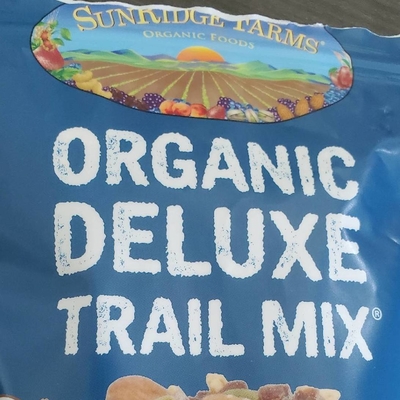 SUNRIDGE FARMS®
ORGANIC FOODS
ORGANIC
DELUXE
TRAIL MIX®